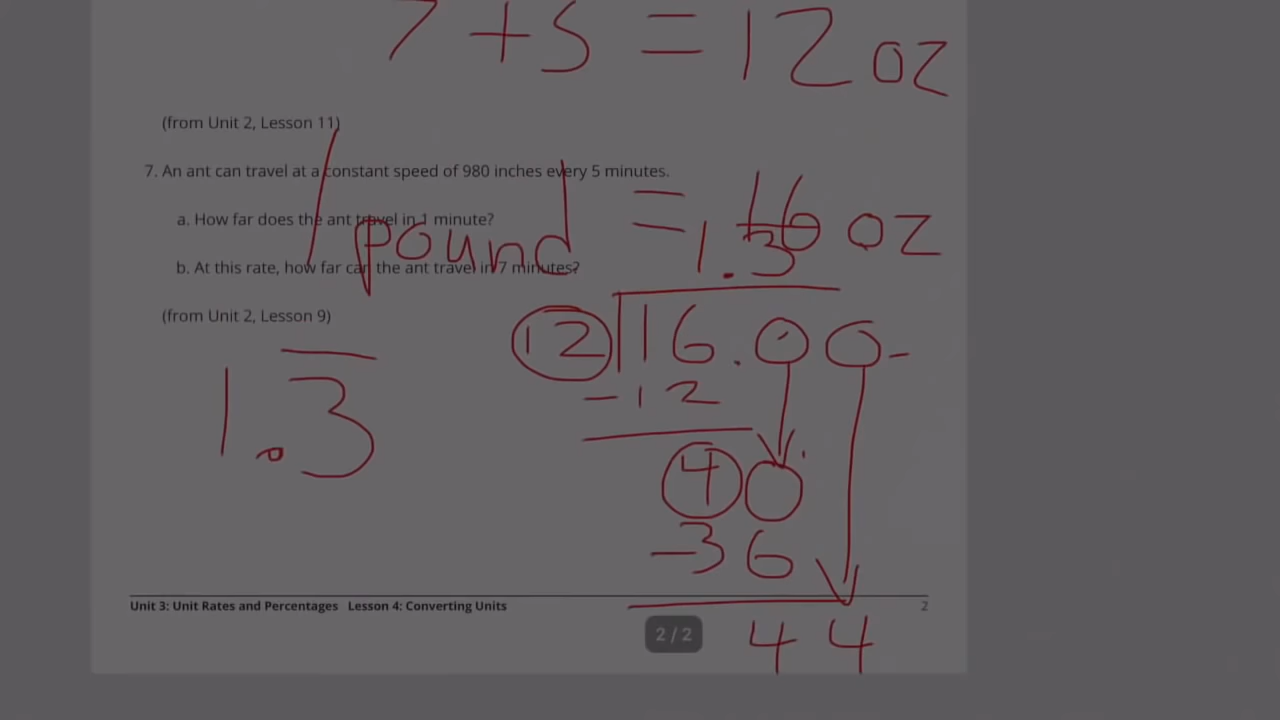 7 + 5 = 12 oz
(from Unit 2, Lesson 11)
7. An ant can travel at a constant speed of 980 inches every 5 minutes.
a. How far does the ant travel in 1 minute?
1 pound = 16 oz
b. At this rate, how far can the ant travel in 7 minutes?
1.3
(from Unit 2, Lesson 9)
12 16.00
1.3
-12
40
-36
Unit 3: Unit Rates and Percentages Lesson 4: Converting Units 2
2 / 2
44